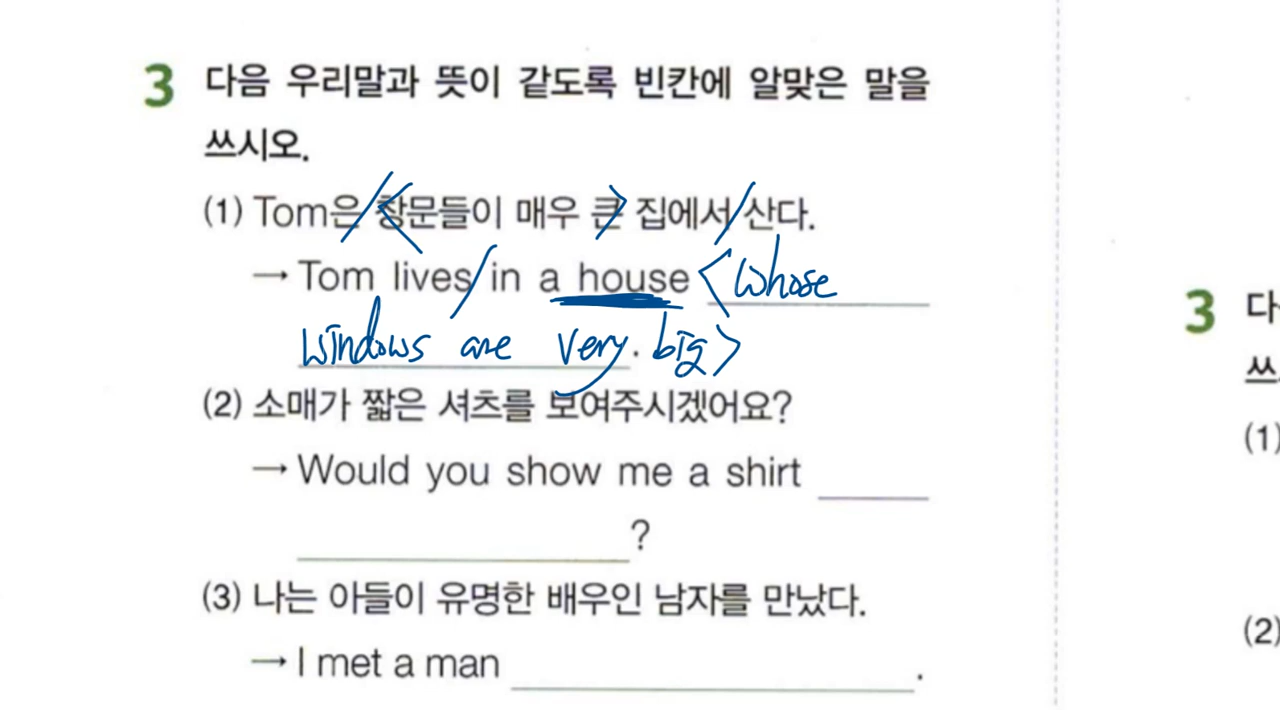 3 다음 우리말과 뜻이 같도록 빈칸에 알맞은 말을
쓰시오.
(1) Tom은 창문들이 매우 큰 집에서 산다.
→ Tom lives in a house whose
windows are very big.
(2) 소매가 짧은 셔츠를 보여주시겠어요?
→ Would you show me a shirt
?
(3) 나는 아들이 유명한 배우인 남자를 만났다.
→ I met a man .
3 다
쓰
(1)
(2)